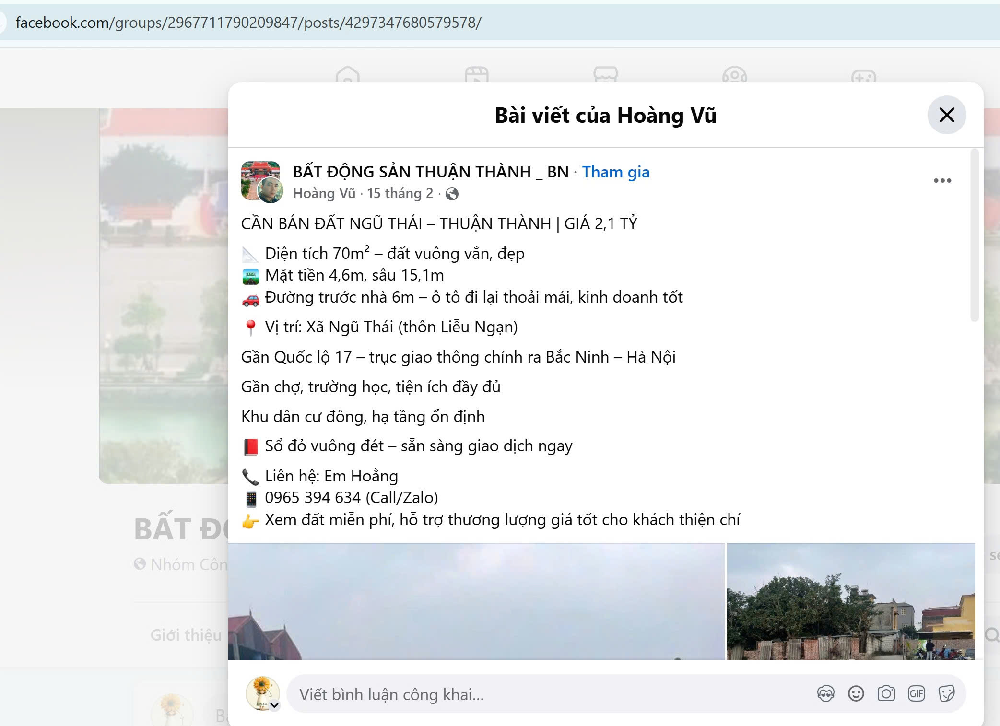 facebook.com/groups/2967711790209847/posts/4297347680579578/
Bài viết của Hoàng Vũ
BẤT ĐỘNG SẢN THUẬN THÀNH _ BN · Tham gia
Hoàng Vũ · 15 tháng 2 ·
CẦN BÁN ĐẤT NGŨ THÁI – THUẬN THÀNH | GIÁ 2,1 TỶ
📐 Diện tích 70m² – đất vuông vắn, đẹp
🛣️ Mặt tiền 4,6m, sâu 15,1m
🚗 Đường trước nhà 6m – ô tô đi lại thoải mái, kinh doanh tốt
📍 Vị trí: Xã Ngũ Thái (thôn Liễu Ngạn)
Gần Quốc lộ 17 – trục giao thông chính ra Bắc Ninh – Hà Nội
Gần chợ, trường học, tiện ích đầy đủ
Khu dân cư đông, hạ tầng ổn định
📕 Sổ đỏ vuông đét – sẵn sàng giao dịch ngay
📞 Liên hệ: Em Hoằng
📱 0965 394 634 (Call/Zalo)
👉 Xem đất miễn phí, hỗ trợ thương lượng giá tốt cho khách thiện chí
BẤT
Nhóm
Giới thiệu
Viết bình luận công khai...
GIF